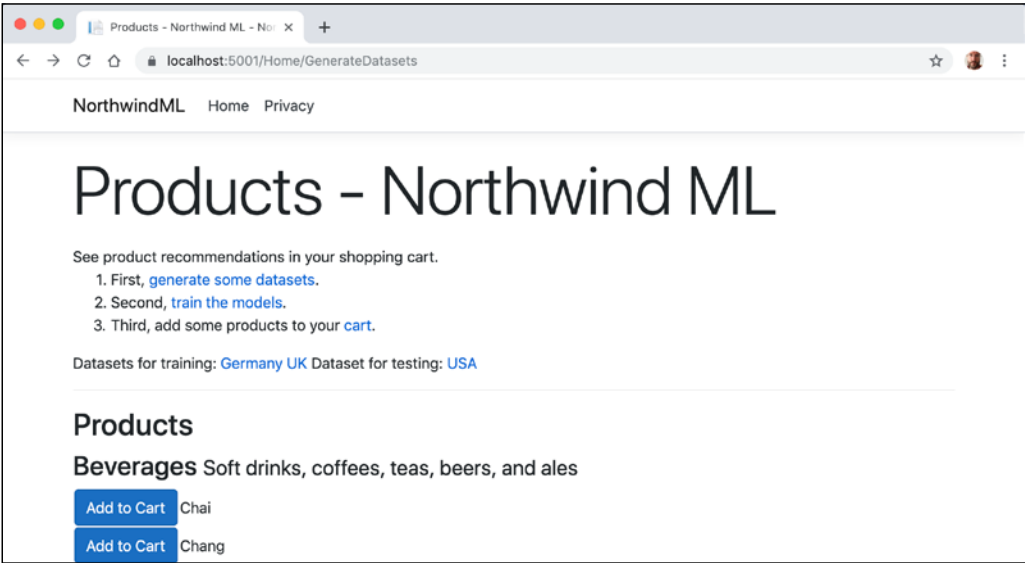 Products - Northwind ML - Nor
localhost:5001/Home/GenerateDatasets
NorthwindML Home Privacy
Products - Northwind ML
See product recommendations in your shopping cart.
1. First, generate some datasets.
2. Second, train the models.
3. Third, add some products to your cart.
Datasets for training: Germany UK Dataset for testing: USA
Products
Beverages Soft drinks, coffees, teas, beers, and ales
Add to Cart Chai
Add to Cart Chang